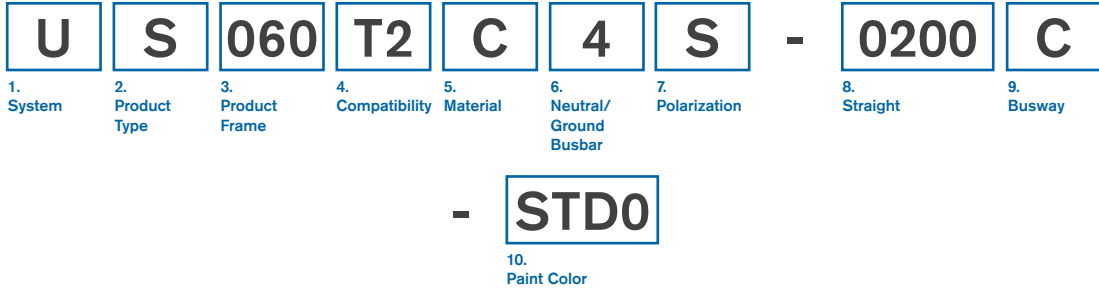 U S 060 T2 C 4 S - 0200 C
1. 2. 3. 4. 5. 6. 7. 8. 9.
System Product Product Compatibility Material Neutral/ Polarization Straight Busway
Type Frame Ground
Busbar
- STD0
10.
Paint Color